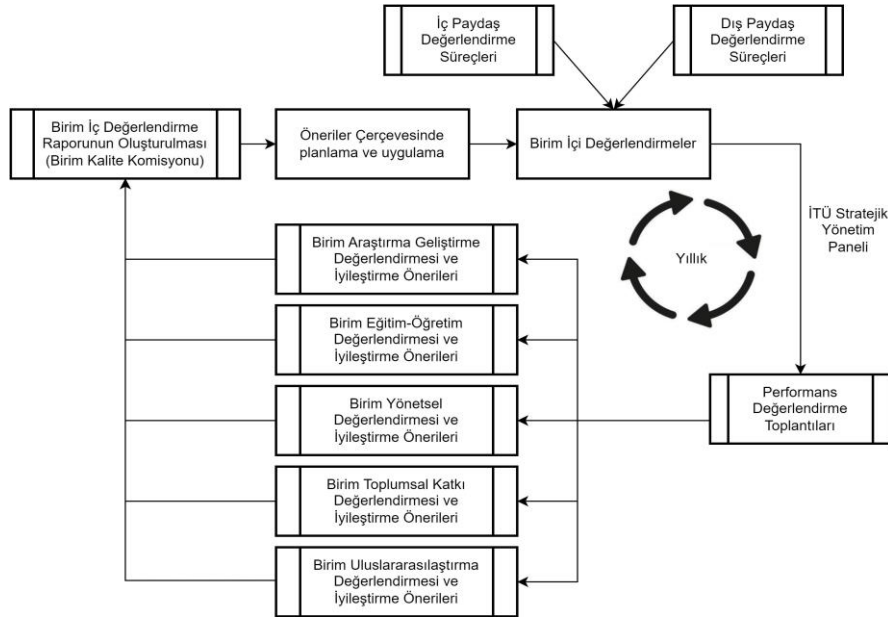 İç Paydaş
Değerlendirme
Süreçleri
Dış Paydaş
Değerlendirme
Süreçleri
Birim İç Değerlendirme
Raporunun Oluşturulması
(Birim Kalite Komisyonu)
Öneriler Çerçevesinde
planlama ve uygulama
Birim İçi Değerlendirmeler
İTÜ Stratejik
Yönetim
Paneli
Yıllık
Birim Araştırma Geliştirme
Değerlendirmesi ve
İyileştirme Önerileri
Birim Eğitim-Öğretim
Değerlendirmesi ve
İyileştirme Önerileri
Birim Yönetsel
Değerlendirmesi ve
İyileştirme Önerileri
Performans
Değerlendirme
Toplantıları
Birim Toplumsal Katkı
Değerlendirmesi ve
İyileştirme Önerileri
Birim Uluslararasılaştırma
Değerlendirmesi ve
İyileştirme Önerileri